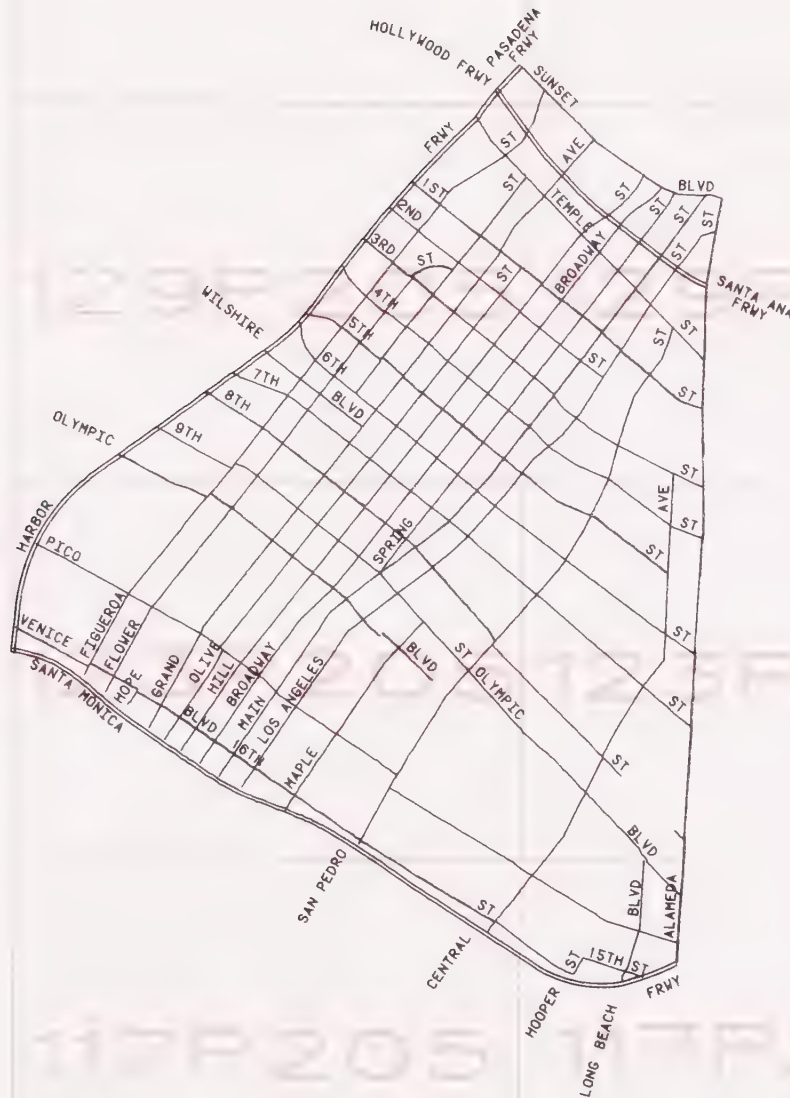 HOLLYWOOD FRWY
PASADENA
FRWY
SUNSET
FRWY
ST
AVE
ST
BLVD
1ST
ST
TEMPLE
ST
ST
ST
ST
2ND
BROADWAY
3RD
ST
ST
SANTA ANA
FRWY
4TH
WILSHIRE
5TH
ST
ST
6TH
ST
7TH
BLVD
ST
8TH
OLYMPIC
9TH
ST
AVE
ST
HARBOR
SPRING
ST
PICO
VENICE
FIGUEROA
FLOWER
HOPE
GRAND
OLIVE
HILL
BROADWAY
MAIN
LOS ANGELES
BLVD
ST
OLYMPIC
ST
ST
SANTA MONICA
BLVD
16TH
MAPLE
ST
SAN PEDRO
BLVD
BLVD
ALAMEDA
ST
CENTRAL
ST
15TH
ST
HOOPER
FRWY
LONG BEACH
117P205